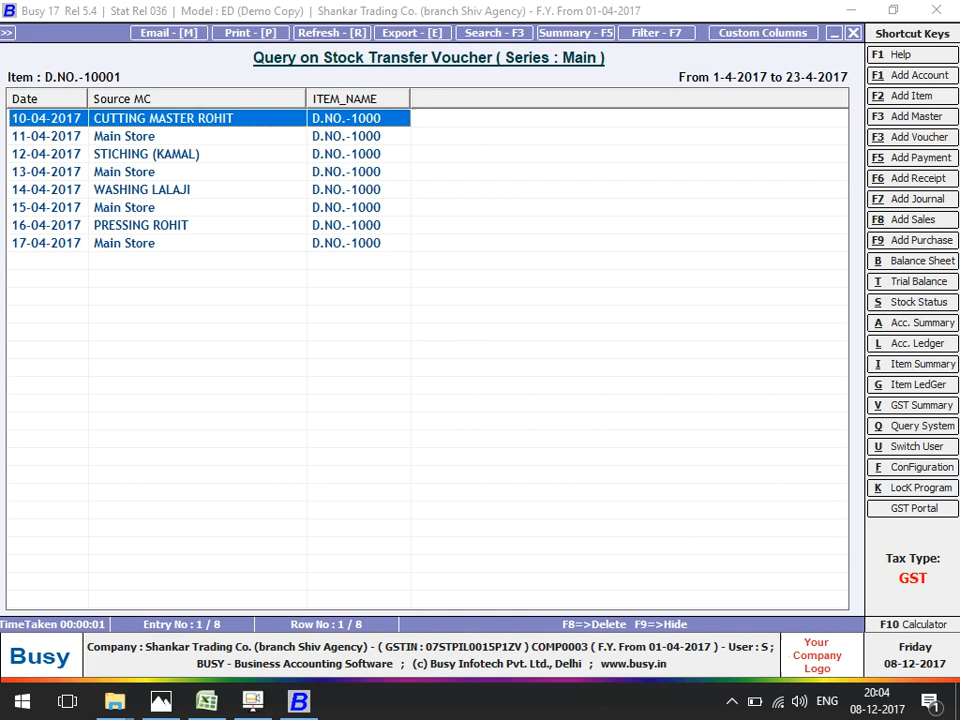 Busy 17 Rel 5.4 | Stat Rel 036 | Model : ED (Demo Copy) | Shankar Trading Co. (branch Shiv Agency) - F.Y. From 01-04-2017
>> Email - [M] Print - [P] Refresh - [R] Export - [E] Search - F3 Summary - F5 Filter - F7 Custom Columns
Query on Stock Transfer Voucher ( Series : Main )
Item : D.NO.-10001 From 1-4-2017 to 23-4-2017
Date Source MC ITEM_NAME
10-04-2017 CUTTING MASTER ROHIT D.NO.-1000
11-04-2017 Main Store D.NO.-1000
12-04-2017 STICHING (KAMAL) D.NO.-1000
13-04-2017 Main Store D.NO.-1000
14-04-2017 WASHING LALAJI D.NO.-1000
15-04-2017 Main Store D.NO.-1000
16-04-2017 PRESSING ROHIT D.NO.-1000
17-04-2017 Main Store D.NO.-1000
Shortcut Keys
F1 Help
F1 Add Account
F2 Add Item
F3 Add Master
F3 Add Voucher
F5 Add Payment
F6 Add Receipt
F7 Add Journal
F8 Add Sales
F9 Add Purchase
B Balance Sheet
T Trial Balance
S Stock Status
A Acc. Summary
L Acc. Ledger
I Item Summary
G Item LedGer
V GST Summary
Q Query System
U Switch User
F ConFiguration
K LocK Program
GST Portal
Tax Type:
GST
F10 Calculator
TimeTaken 00:00:01 Entry No : 1 / 8 Row No : 1 / 8 F8=>Delete F9=>Hide
Busy
Company : Shankar Trading Co. (branch Shiv Agency) - ( GSTIN : 07STPIL0015P1ZV ) COMP0003 ( F.Y. From 01-04-2017 ) - User : S ;
BUSY - Business Accounting Software ; (c) Busy Infotech Pvt. Ltd., Delhi ; www.busy.in
Your
Company
Logo
Friday
08-12-2017
ENG
20:04
08-12-2017
1